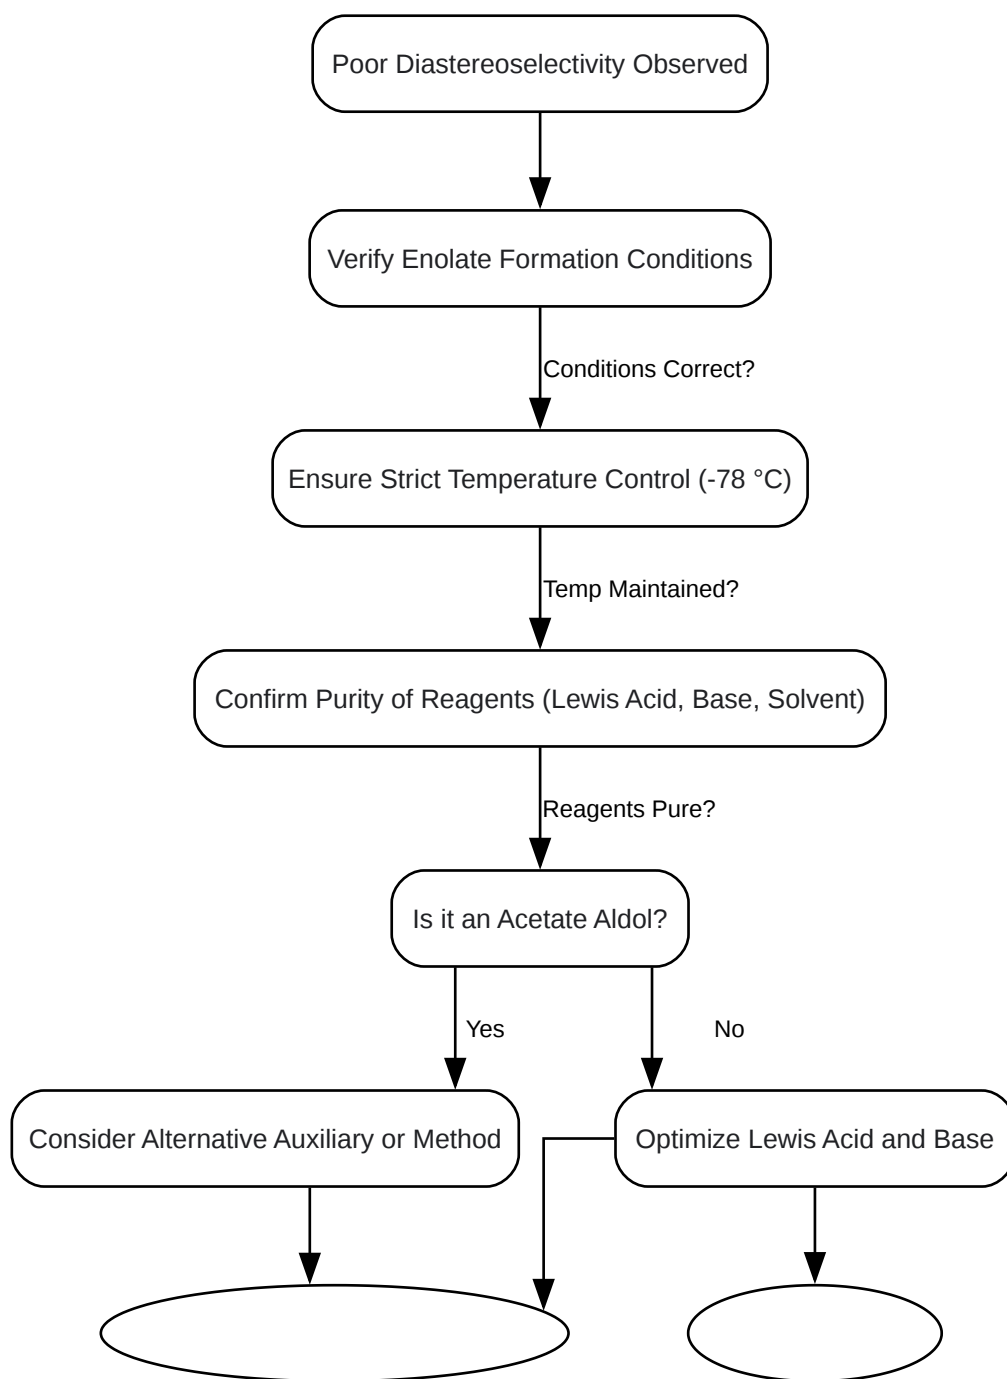 Poor Diastereoselectivity Observed
Verify Enolate Formation Conditions
Conditions Correct?
Ensure Strict Temperature Control (-78 °C)
Temp Maintained?
Confirm Purity of Reagents (Lewis Acid, Base, Solvent)
Reagents Pure?
Is it an Acetate Aldol?
Yes
No
Consider Alternative Auxiliary or Method
Optimize Lewis Acid and Base